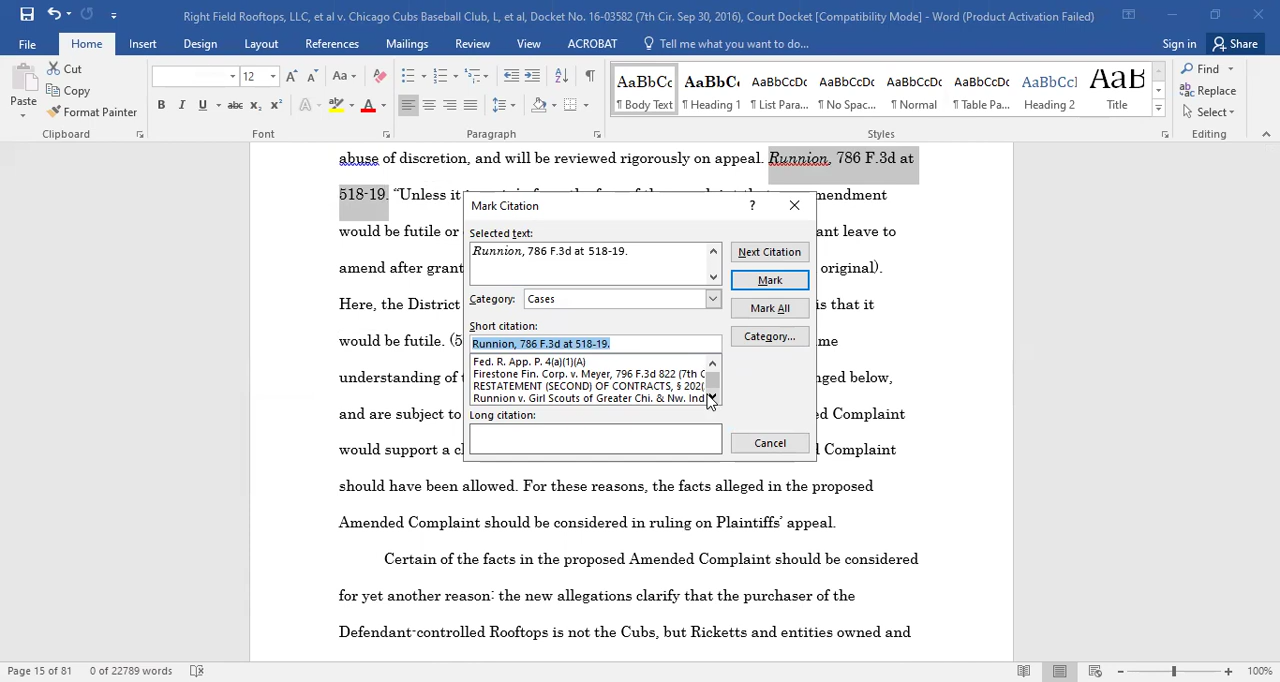 Right Field Rooftops, LLC, et al v. Chicago Cubs Baseball Club, L, et al, Docket No. 16-03582 (7th Cir. Sep 30, 2016), Court Docket [Compatibility Mode] - Word (Product Activation Failed)
File Home Insert Design Layout References Mailings Review View ACROBAT Tell me what you want to do... Sign in Share
Paste Cut Copy Format Painter
12 Aa
B I U abc X₂ X² A A
AaBbCc AaBbCc AaBbCcDc AaBbCcDc AaBbCcDc AaBbCcDc AaBbCcI AaB
¶ Body Text ¶ Heading 1 ¶ List Para... ¶ No Spac... ¶ Normal ¶ Table Pa... Heading 2 Title
Find Replace Select
Clipboard Font Paragraph Styles Editing
abuse of discretion, and will be reviewed rigorously on appeal. Runnion, 786 F.3d at
518-19. “Unless it
mendment
would be futile or
ant leave to
amend after grant
original).
Here, the District
is that it
would be futile. (5
me
understanding of
nged below,
and are subject to
d Complaint
would support a c
Complaint
should have been allowed. For these reasons, the facts alleged in the proposed
Amended Complaint should be considered in ruling on Plaintiffs’ appeal.
Certain of the facts in the proposed Amended Complaint should be considered
for yet another reason: the new allegations clarify that the purchaser of the
Defendant-controlled Rooftops is not the Cubs, but Ricketts and entities owned and
Mark Citation ?
Selected text:
Runnion, 786 F.3d at 518-19.
Next Citation
Mark
Category: Cases
Mark All
Short citation:
Category...
Runnion, 786 F.3d at 518-19.
Fed. R. App. P. 4(a)(1)(A)
Firestone Fin. Corp. v. Meyer, 796 F.3d 822 (7th C
RESTATEMENT (SECOND) OF CONTRACTS, § 202(
Runnion v. Girl Scouts of Greater Chi. & Nw. Ind
Long citation:
Cancel
Page 15 of 81 0 of 22789 words 100%